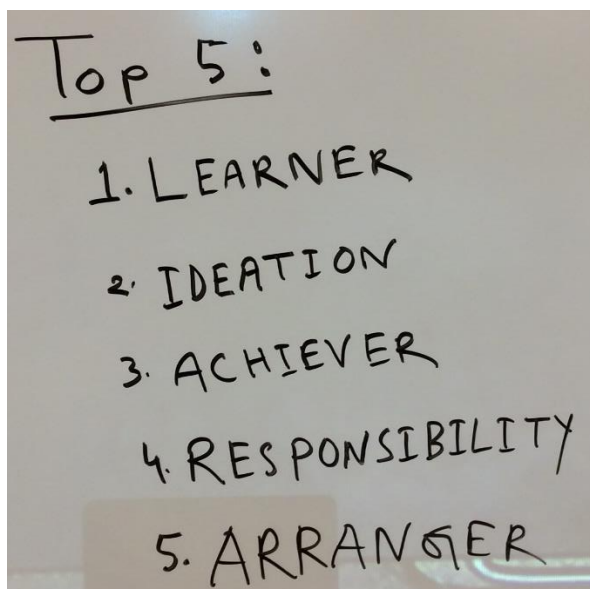 Top 5:
1. LEARNER
2. IDEATION
3. ACHIEVER
4. RESPONSIBILITY
5. ARRANGER